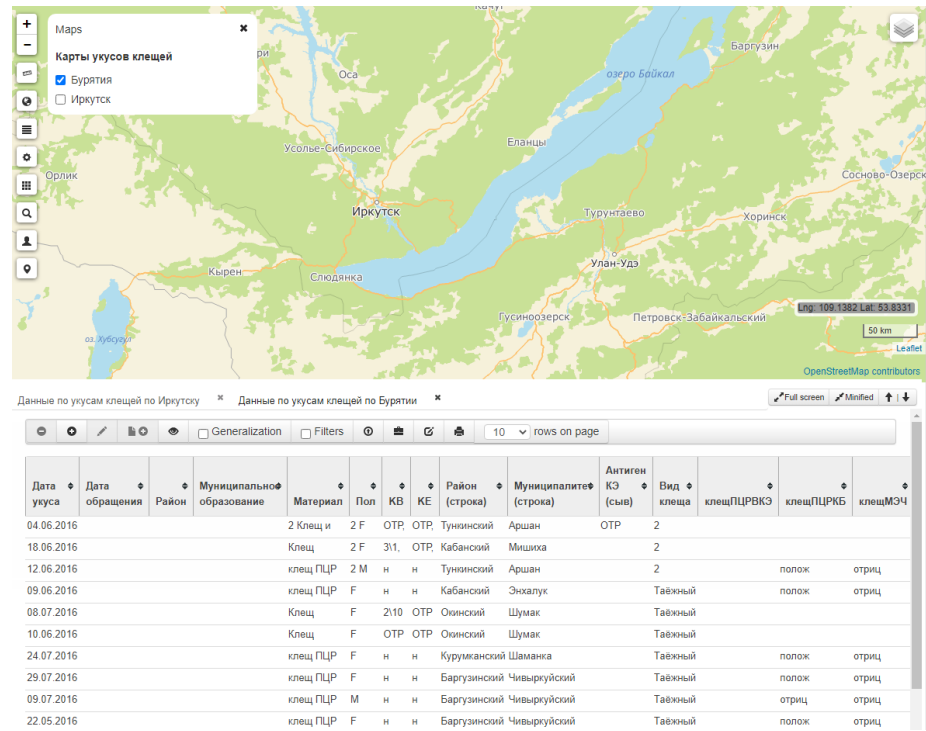 Качуг
+
Maps ✖
−
Карты укусов клещей
ри
Бурятия
Иркутск
Баргузин
Оса
озеро Байкал
Усолье-Сибирское
Еланцы
Орлик
Сосново-Озерск
Иркутск
Турунтаево
Хоринск
Улан-Удэ
Кырен
Слюдянка
Lng: 109.1382 Lat: 53.8331
Гусиноозерск
Петровск-Забайкальский
50 km
оз. Хубсугул
Leaflet
OpenStreetMap contributors
Данные по укусам клещей по Иркутску ✖ Данные по укусам клещей по Бурятии ✖ Full screen Minified
Generalization Filters 10 rows on page
Дата укуса
Дата обращения
Район
Муниципальное образование
Материал
Пол
КВ
КЕ
Район (строка)
Муниципалитет (строка)
Антиген КЭ (сыв)
Вид клеща
клещПЦРВКЭ
клещПЦРКБ
клещМЭЧ
04.06.2016 2 Клещ и 2 F ОТР, ОТР, Тункинский Аршан ОТР 2
18.06.2016 Клещ 2 F 3\1, ОТР, Кабанский Мишиха 2
12.06.2016 клещ ПЦР 2 М н н Тункинский Аршан 2 полож отриц
09.06.2016 клещ ПЦР F н н Кабанский Энхалук Таёжный полож отриц
08.07.2016 Клещ F 2\10 ОТР Окинский Шумак Таёжный
10.06.2016 Клещ F ОТР ОТР Окинский Шумак Таёжный
24.07.2016 клещ ПЦР F н н Курумканский Шаманка Таёжный полож отриц
29.07.2016 клещ ПЦР F н н Баргузинский Чивыркуйский Таёжный полож отриц
09.07.2016 клещ ПЦР М н н Баргузинский Чивыркуйский Таёжный отриц отриц
22.05.2016 клещ ПЦР F н н Баргузинский Чивыркуйский Таёжный полож отриц